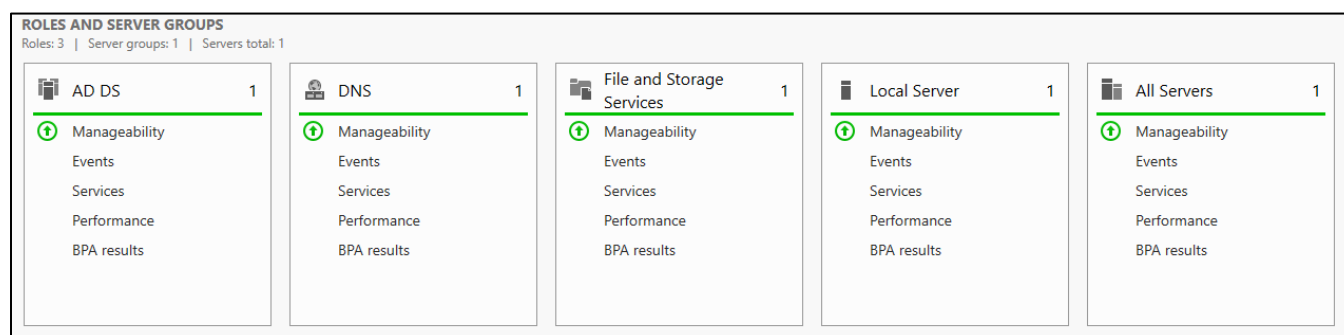 ROLES AND SERVER GROUPS
Roles: 3 | Server groups: 1 | Servers total: 1
AD DS 1
Manageability
Events
Services
Performance
BPA results
DNS 1
Manageability
Events
Services
Performance
BPA results
File and Storage
Services 1
Manageability
Events
Services
Performance
BPA results
Local Server 1
Manageability
Events
Services
Performance
BPA results
All Servers 1
Manageability
Events
Services
Performance
BPA results